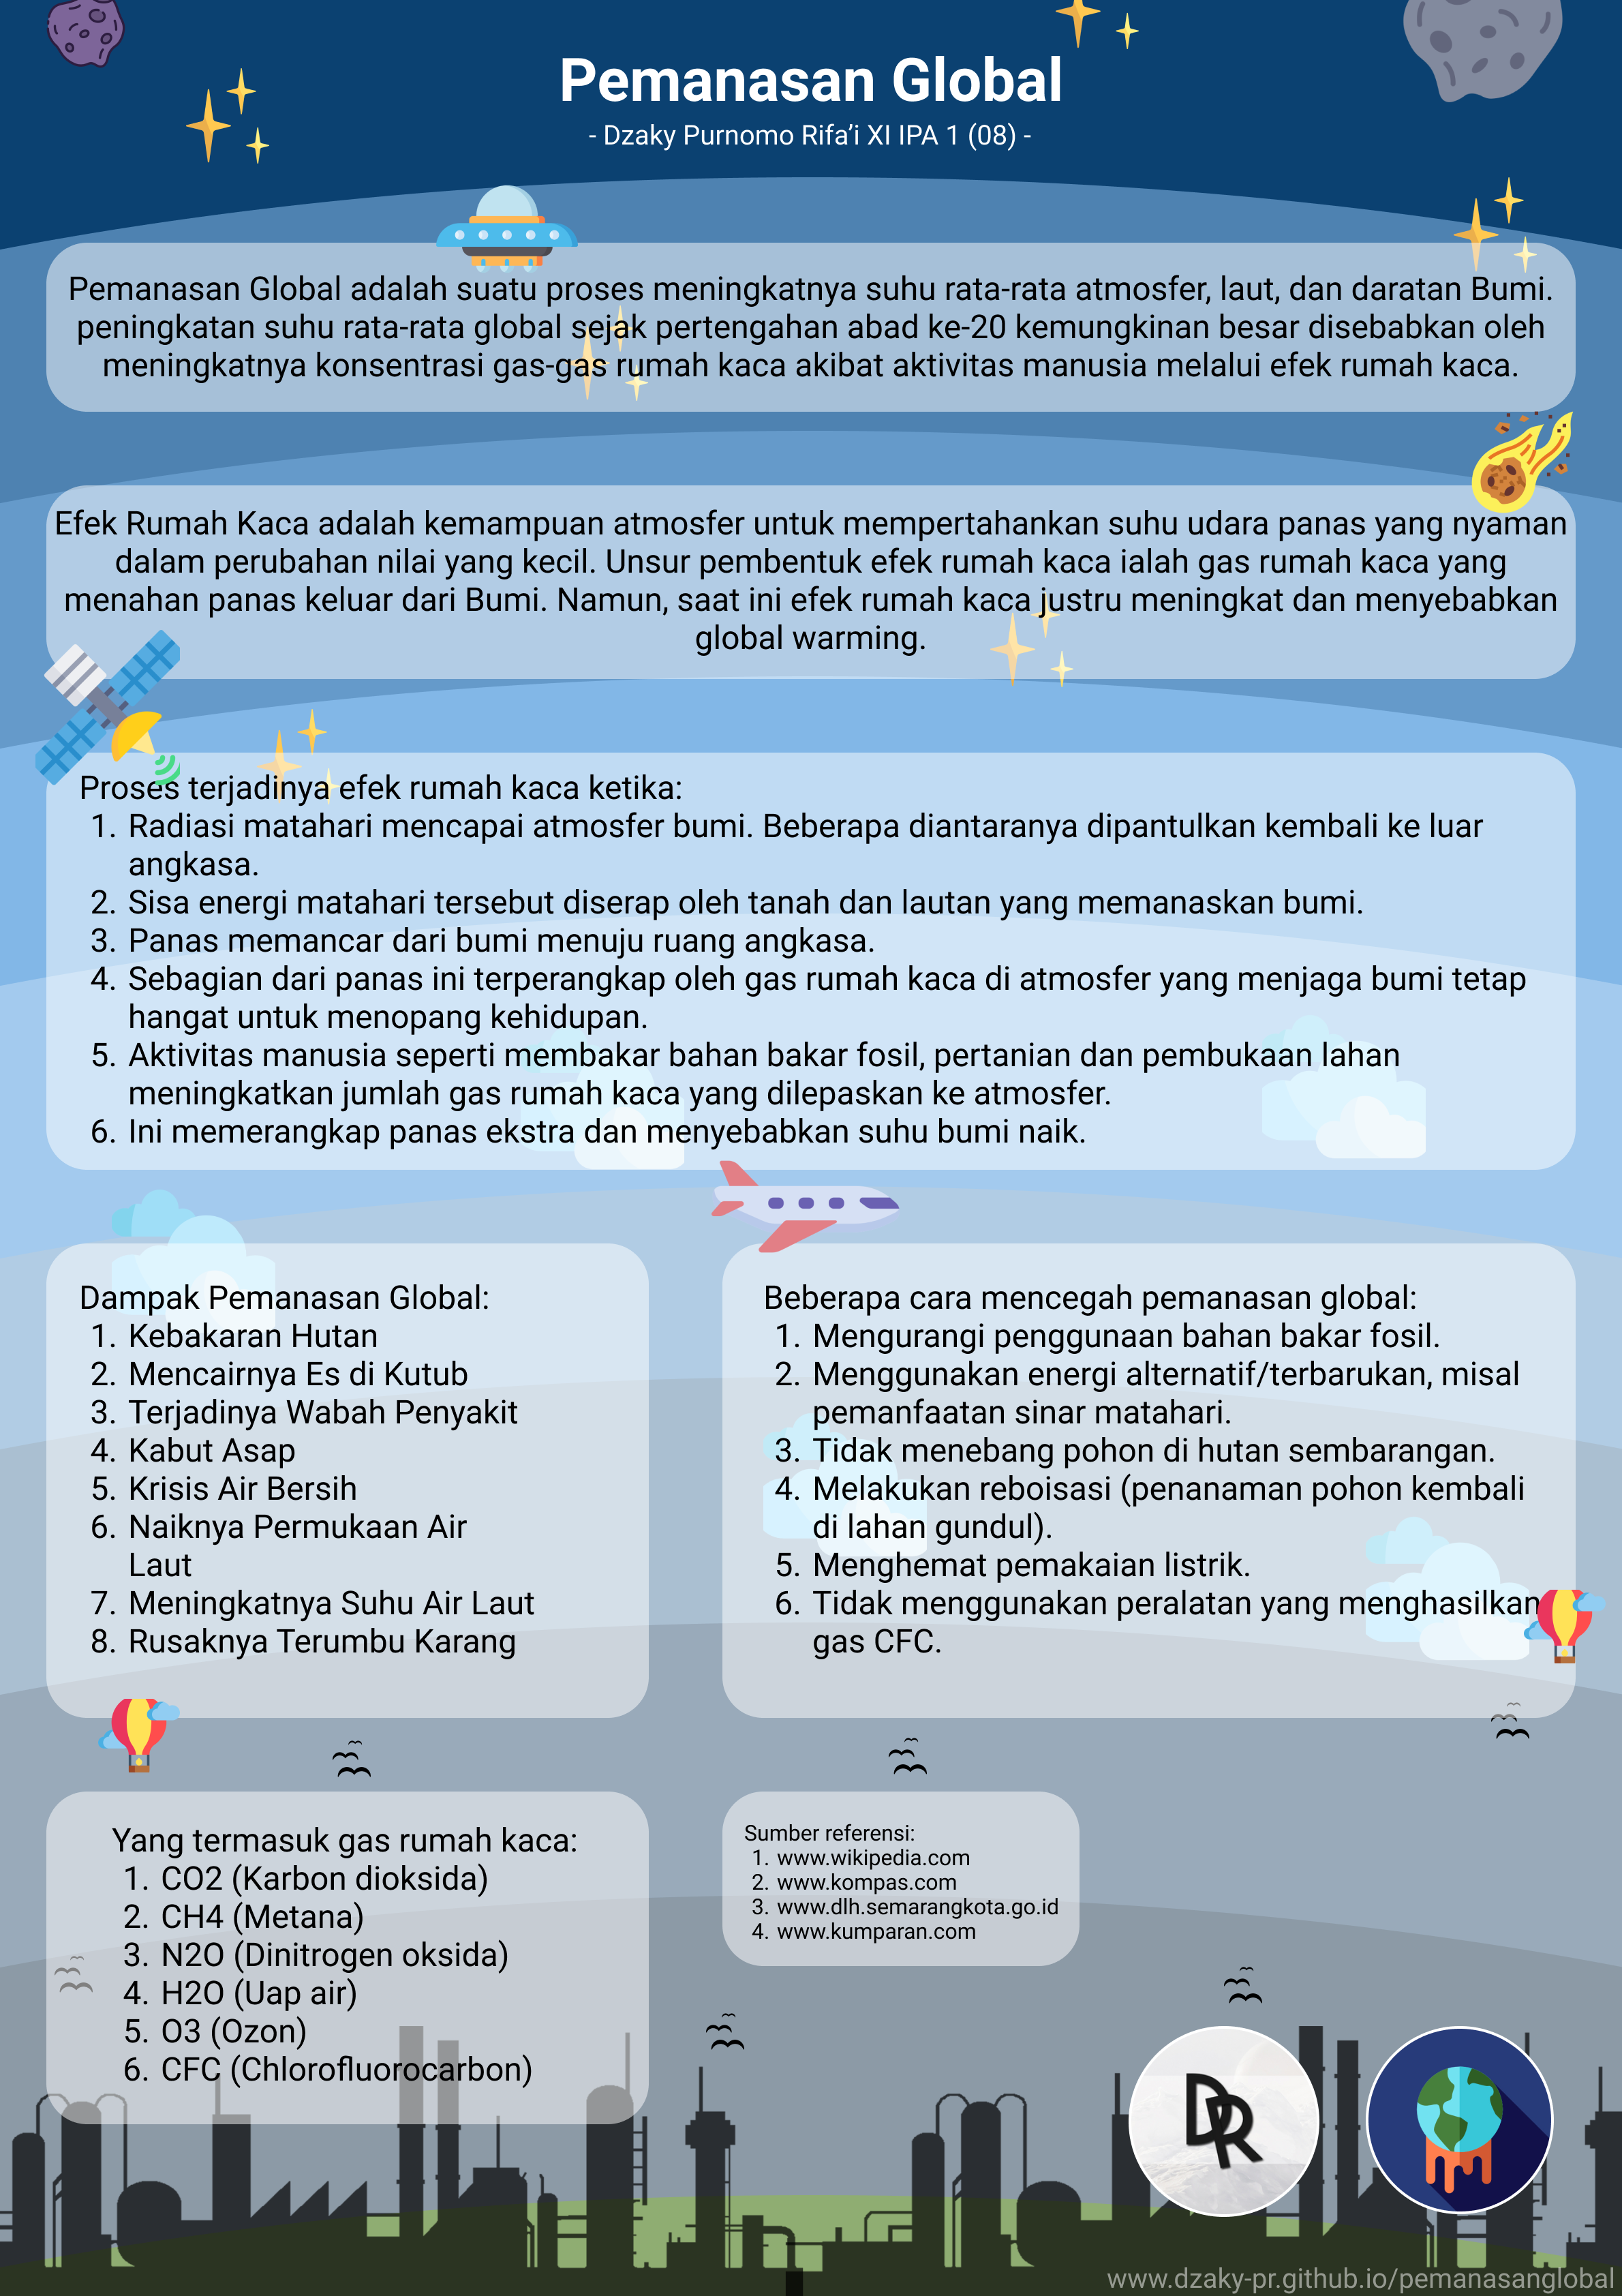 Pemanasan Global
- Dzaky Purnomo Rifa’i XI IPA 1 (08) -
Pemanasan Global adalah suatu proses meningkatnya suhu rata-rata atmosfer, laut, dan daratan Bumi.
peningkatan suhu rata-rata global sejak pertengahan abad ke-20 kemungkinan besar disebabkan oleh
meningkatnya konsentrasi gas-gas rumah kaca akibat aktivitas manusia melalui efek rumah kaca.
Efek Rumah Kaca adalah kemampuan atmosfer untuk mempertahankan suhu udara panas yang nyaman
dalam perubahan nilai yang kecil. Unsur pembentuk efek rumah kaca ialah gas rumah kaca yang
menahan panas keluar dari Bumi. Namun, saat ini efek rumah kaca justru meningkat dan menyebabkan
global warming.
Proses terjadinya efek rumah kaca ketika:
1. Radiasi matahari mencapai atmosfer bumi. Beberapa diantaranya dipantulkan kembali ke luar
angkasa.
2. Sisa energi matahari tersebut diserap oleh tanah dan lautan yang memanaskan bumi.
3. Panas memancar dari bumi menuju ruang angkasa.
4. Sebagian dari panas ini terperangkap oleh gas rumah kaca di atmosfer yang menjaga bumi tetap
hangat untuk menopang kehidupan.
5. Aktivitas manusia seperti membakar bahan bakar fosil, pertanian dan pembukaan lahan
meningkatkan jumlah gas rumah kaca yang dilepaskan ke atmosfer.
6. Ini memerangkap panas ekstra dan menyebabkan suhu bumi naik.
Dampak Pemanasan Global:
1. Kebakaran Hutan
2. Mencairnya Es di Kutub
3. Terjadinya Wabah Penyakit
4. Kabut Asap
5. Krisis Air Bersih
6. Naiknya Permukaan Air
Laut
7. Meningkatnya Suhu Air Laut
8. Rusaknya Terumbu Karang
Beberapa cara mencegah pemanasan global:
1. Mengurangi penggunaan bahan bakar fosil.
2. Menggunakan energi alternatif/terbarukan, misal
pemanfaatan sinar matahari.
3. Tidak menebang pohon di hutan sembarangan.
4. Melakukan reboisasi (penanaman pohon kembali
di lahan gundul).
5. Menghemat pemakaian listrik.
6. Tidak menggunakan peralatan yang menghasilkan
gas CFC.
Yang termasuk gas rumah kaca:
1. CO2 (Karbon dioksida)
2. CH4 (Metana)
3. N2O (Dinitrogen oksida)
4. H2O (Uap air)
5. O3 (Ozon)
6. CFC (Chlorofluorocarbon)
Sumber referensi:
1. www.wikipedia.com
2. www.kompas.com
3. www.dlh.semarangkota.go.id
4. www.kumparan.com
DR
www.dzaky-pr.github.io/pemanasanglobal